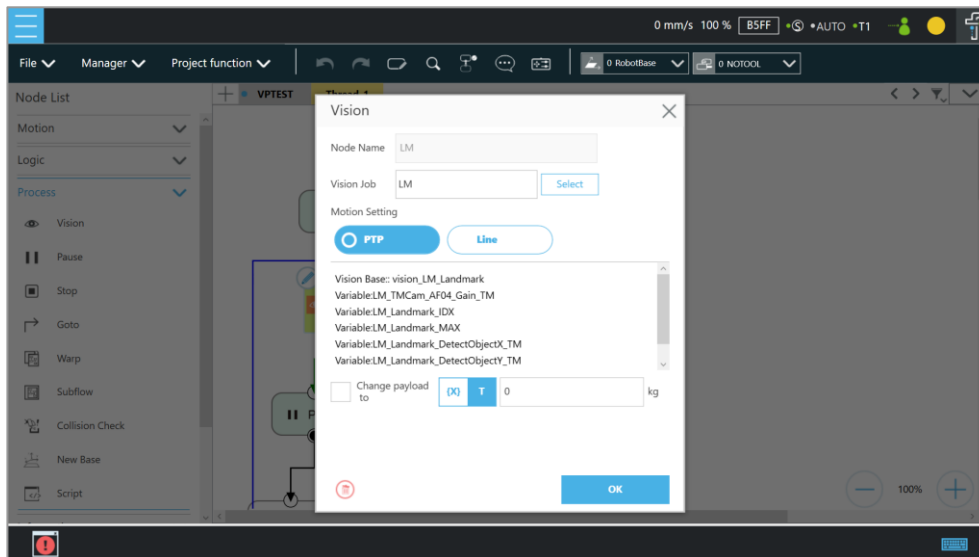 0 mm/s 100 % B5FF •Ⓢ •AUTO •T1
File Manager Project function 0 RobotBase 0 NOTOOL
Node List
VPTEST Thread_1
Motion
Logic
Process
Vision
Pause
Stop
Goto
Warp
Subflow
Collision Check
New Base
Script
P
Vision
Node Name LM
Vision Job LM Select
Motion Setting
PTP Line
Vision Base:: vision_LM_Landmark
Variable:LM_TMCam_AF04_Gain_TM
Variable:LM_Landmark_IDX
Variable:LM_Landmark_MAX
Variable:LM_Landmark_DetectObjectX_TM
Variable:LM_Landmark_DetectObjectY_TM
Change payload
to (X) T 0 kg
OK
100%